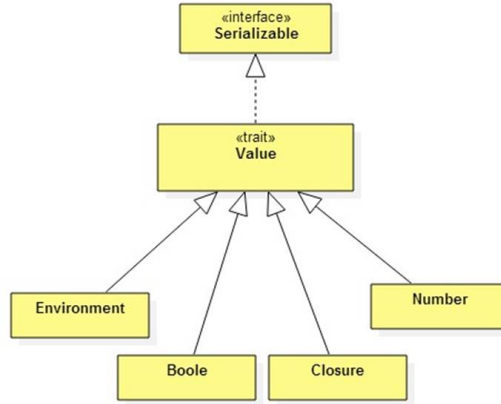 «interface»
Serializable
«trait»
Value
Environment
Number
Boole
Closure